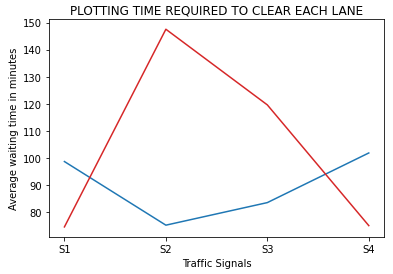 PLOTTING TIME REQUIRED TO CLEAR EACH LANE
150
140
130
120
110
100
90
80
Average waiting time in minutes
S1 S2 S3 S4
Traffic Signals